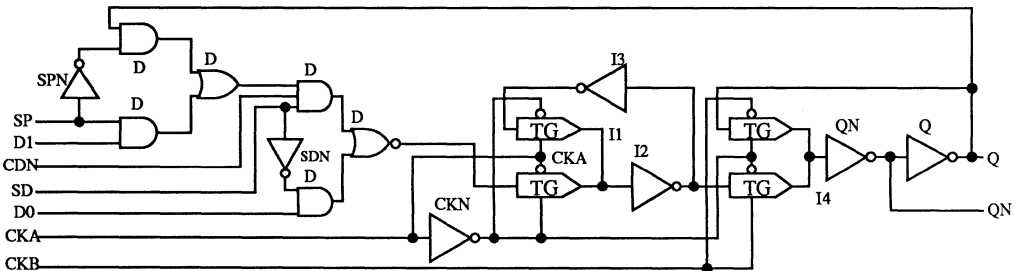 D
D
SPN
D
SP
D1
CDN
SD
D0
CKA
CKB
D
SDN
D
D
I3
TG
I1
CKA
TG
I2
CKN
TG
TG
I4
QN
Q
Q
QN